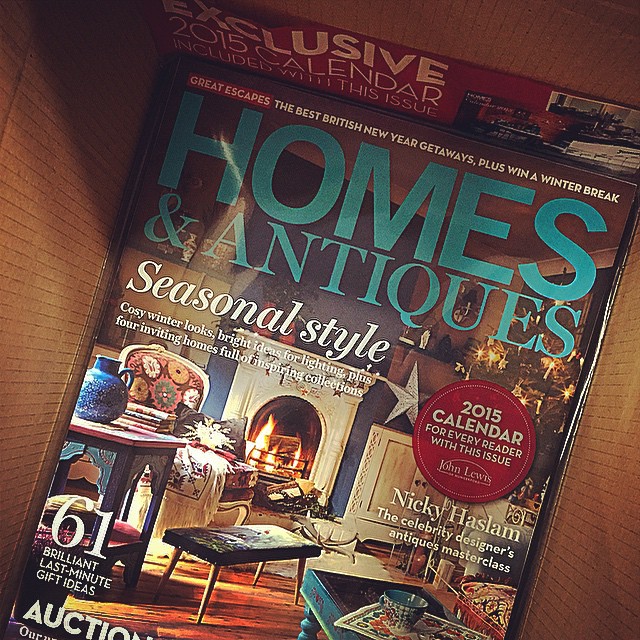 EXCLUSIVE
2015 CALENDAR
INCLUDED WITH THIS ISSUE
GREAT ESCAPES THE BEST BRITISH NEW YEAR GETAWAYS, PLUS WIN A WINTER BREAK
HOMES
& ANTIQUES
Seasonal style
Cosy winter looks, bright ideas for lighting, plus
four inviting homes full of inspiring collections
2015
CALENDAR
FOR EVERY READER
WITH THIS ISSUE
John Lewis
Nicky Haslam
The celebrity designer's
antiques masterclass
61
BRILLIANT
LAST-MINUTE
GIFT IDEAS
AUCTION
Our